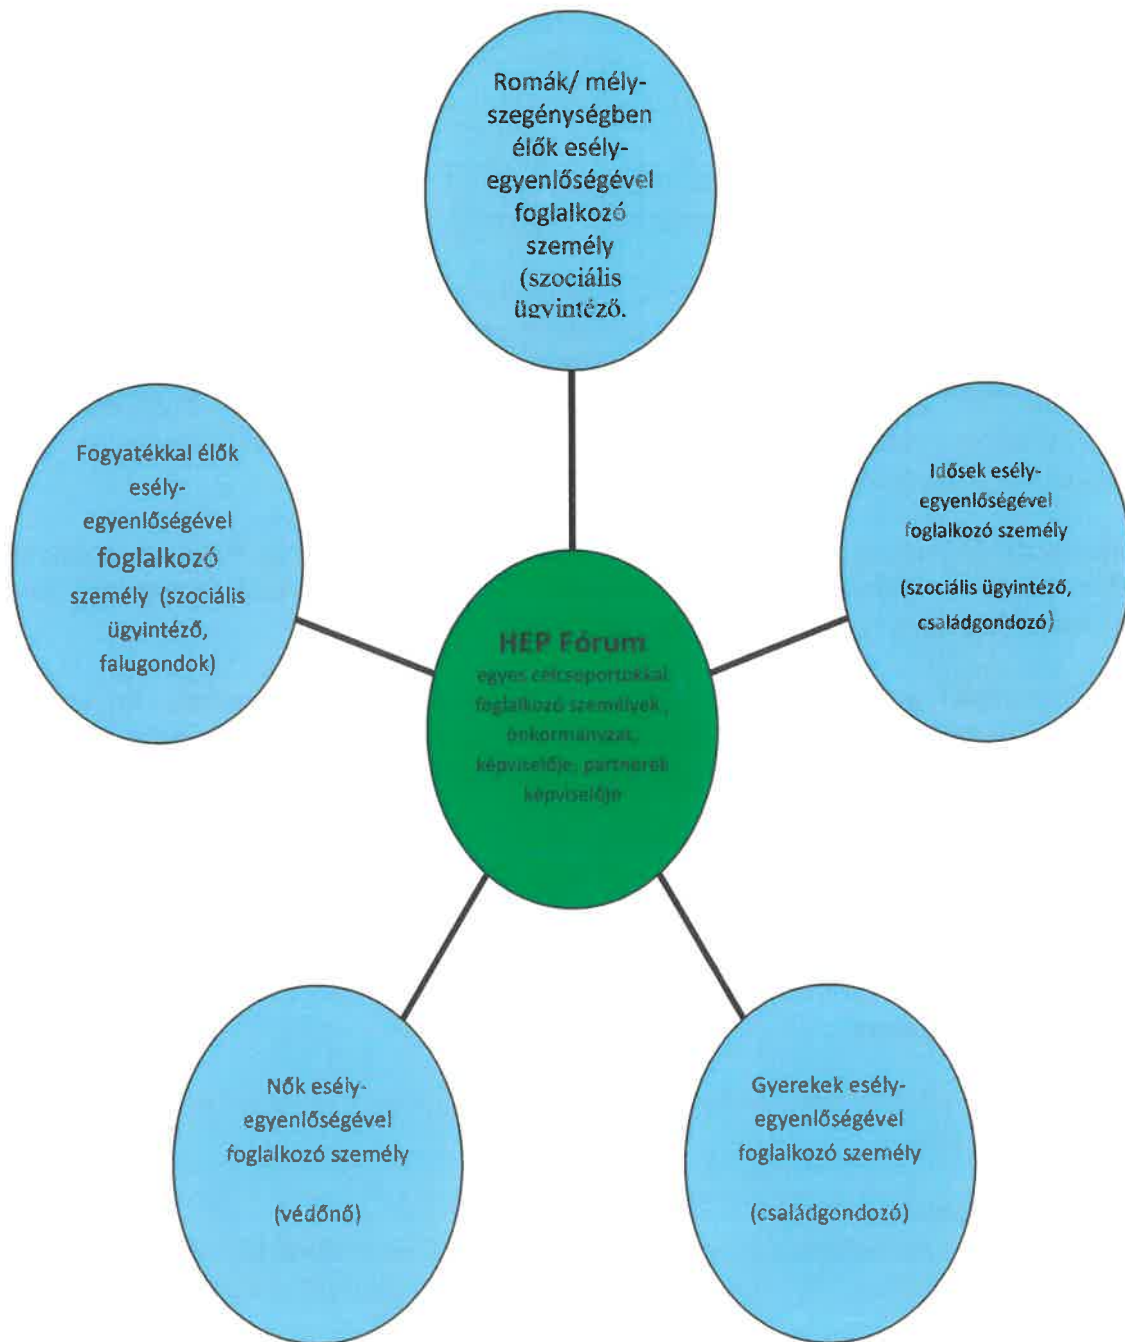 Romák/ mély-
szegénységben
élők esély-
egyenlőségével
foglalkozó
személy
(szociális
ügyintéző.
Fogyatékkal élők
esély-
egyenlőségével
foglalkozó
személy (szociális
ügyintéző,
falugondok)
Idősek esély-
egyenlőségével
foglalkozó személy
(szociális ügyintéző,
családgondozó)
HEP Fórum
egyes célcsoportokkal
foglalkozó személyek ,
önkormányzat,
képviselője, partnerek
képviselője
Nők esély-
egyenlőségével
foglalkozó személy
(védőnő)
Gyerekek esély-
egyenlőségével
foglalkozó személy
(családgondozó)